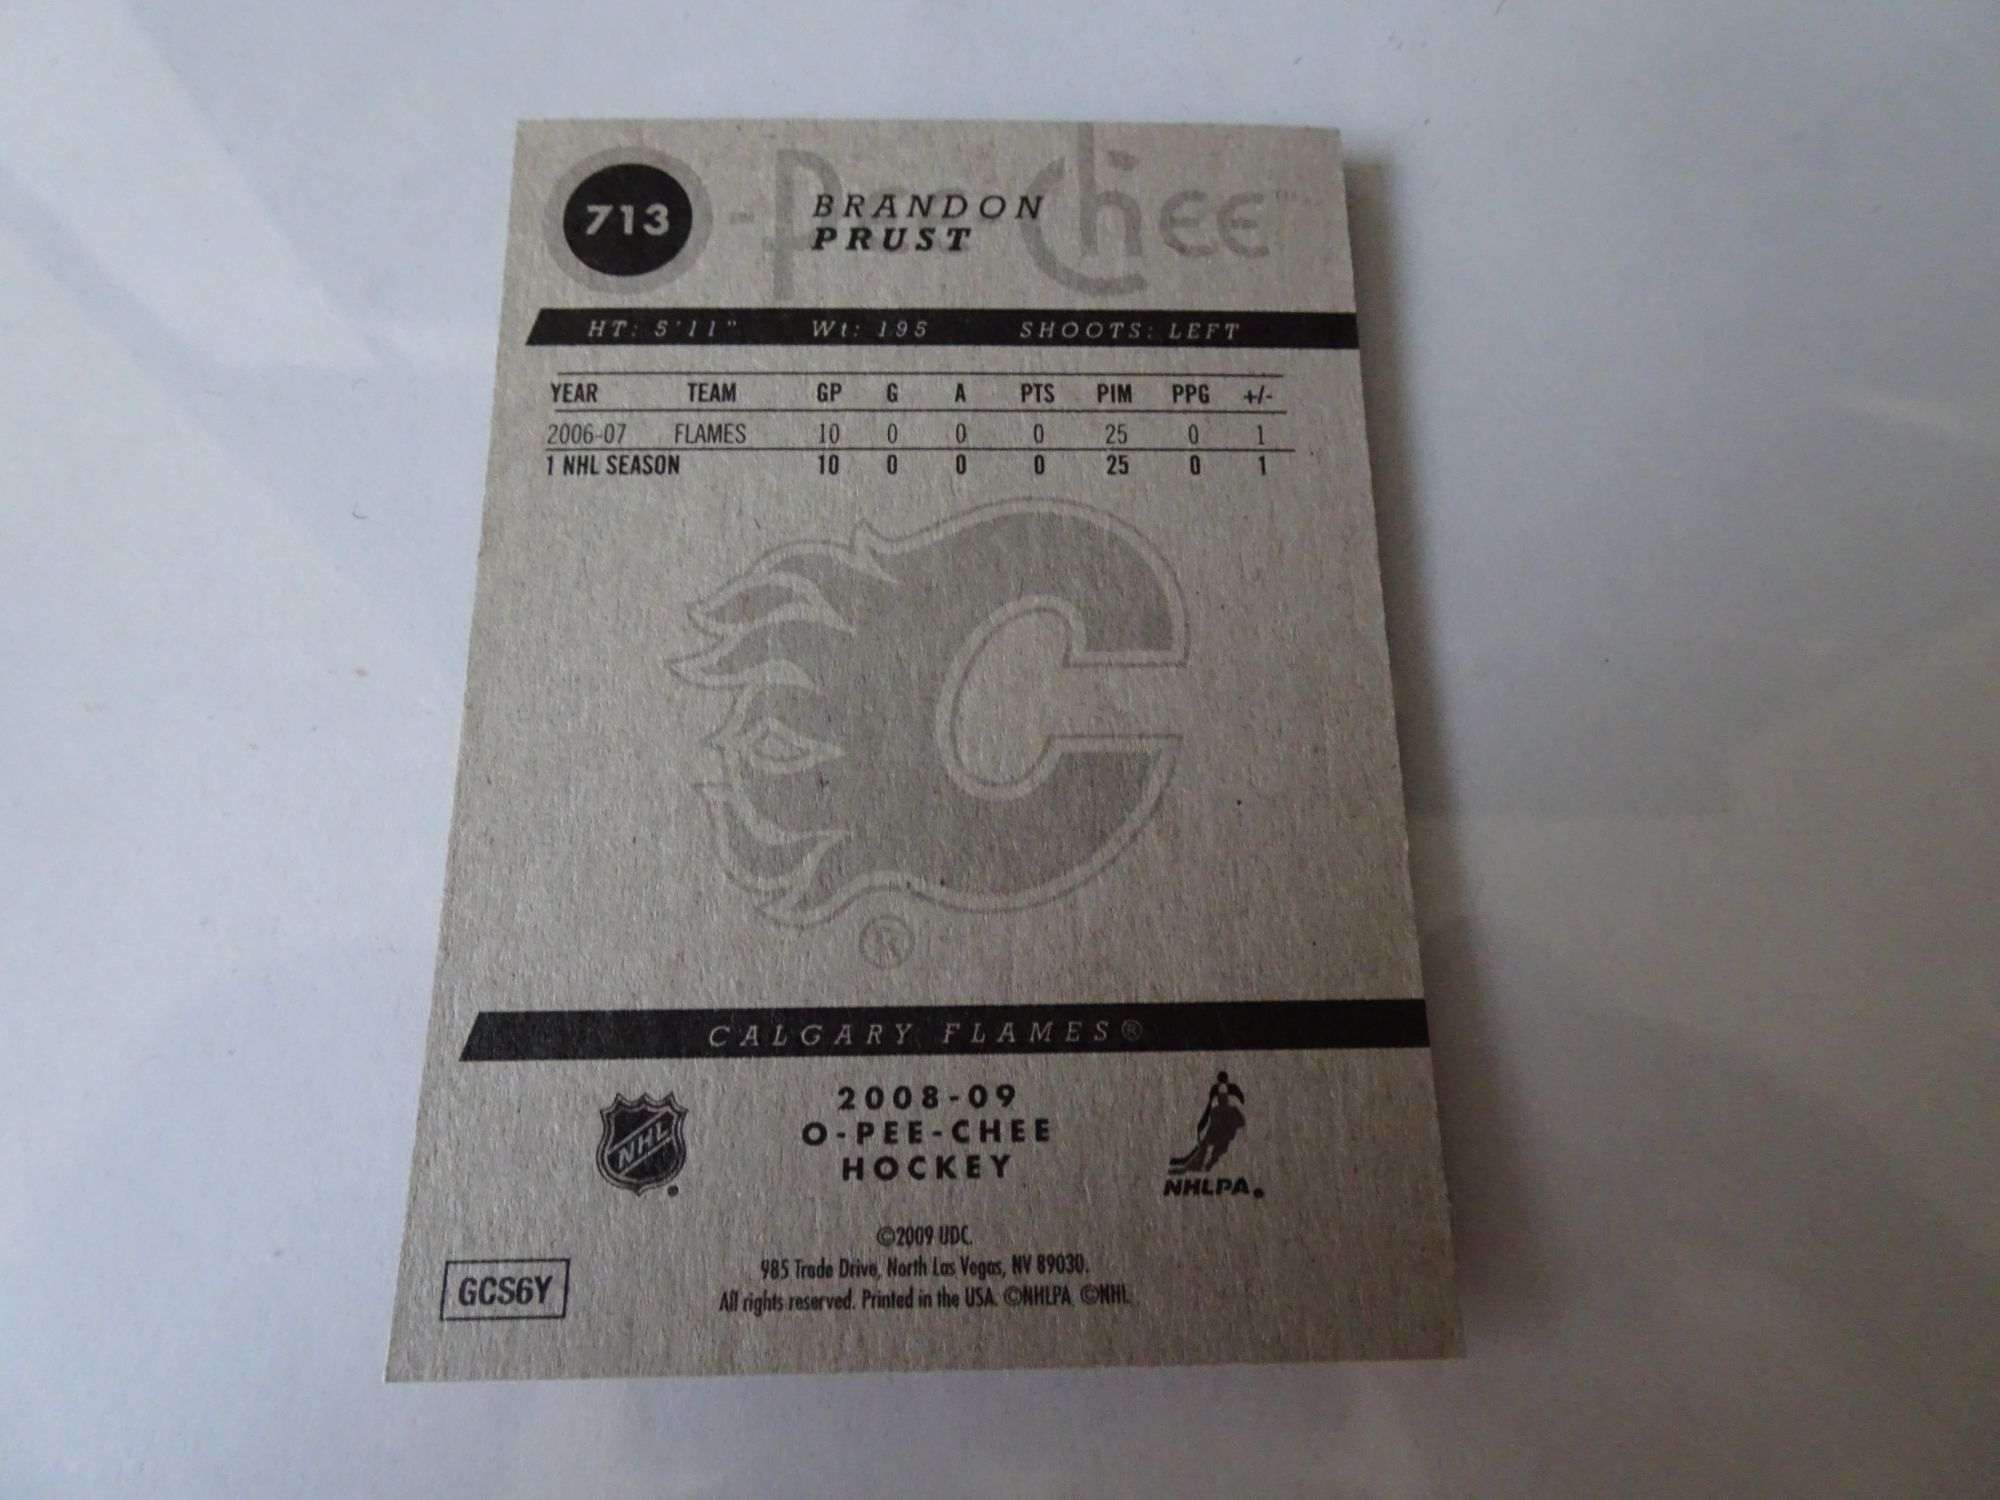 O-Pee-Chee™
713
BRANDON
PRUST
HT: 5'11" Wt: 195 SHOOTS: LEFT
YEAR TEAM GP G A PTS PIM PPG +/-
2006-07 FLAMES 10 0 0 0 25 0 1
1 NHL SEASON 10 0 0 0 25 0 1
C
®
CALGARY FLAMES®
2008-09
O-PEE-CHEE
HOCKEY
NHL
NHLPA
©2009 UDC.
985 Trade Drive, North Las Vegas, NV 89030.
All rights reserved. Printed in the USA. ©NHLPA ©NHL
GCS6Y